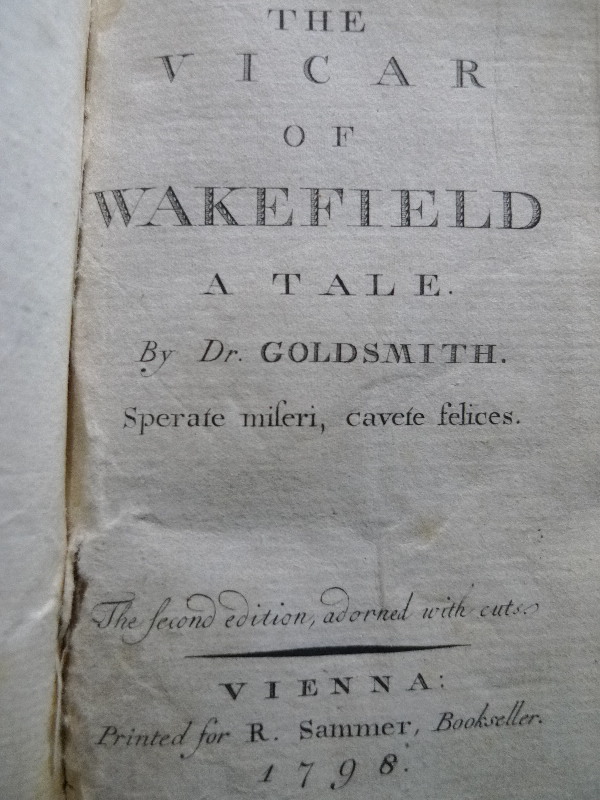 THE
VICAR
OF
WAKEFIELD
A TALE.
By Dr. GOLDSMITH.
Sperate miſeri, cavete felices.
The ſecond edition, adorned with cuts.
VIENNA:
Printed for R. Sammer, Bookseller.
1798.